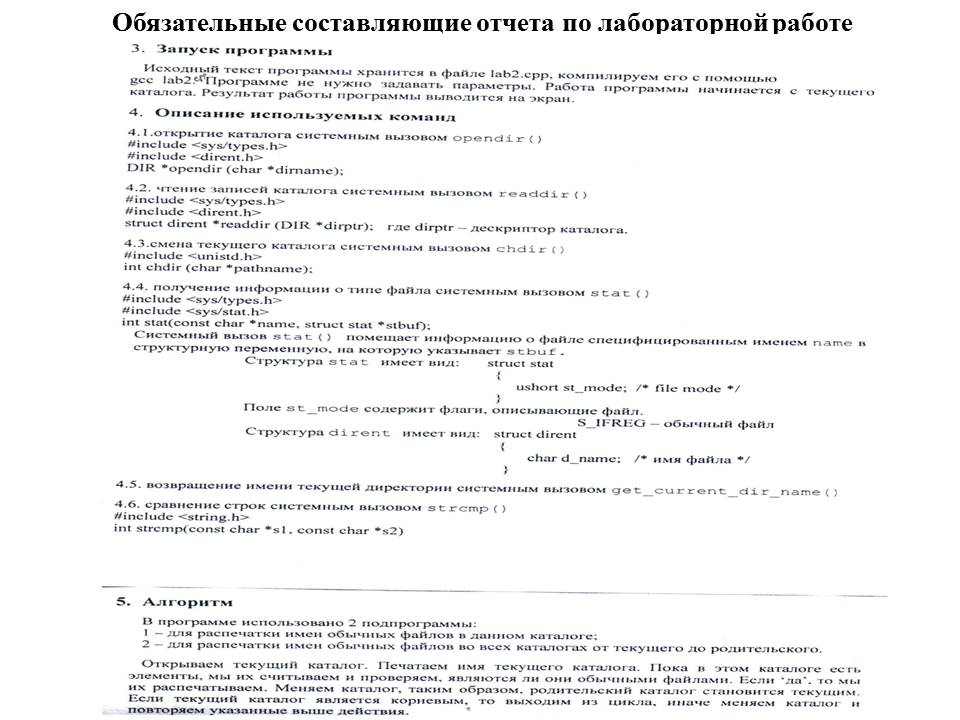 Обязательные составляющие отчета по лабораторной работе
3. Запуск программы
Исходный текст программы хранится в файле lab2.cpp, компилируем его с помощью
gcc lab2. Программе не нужно задавать параметры. Работа программы начинается с текущего
каталога. Результат работы программы выводится на экран.
4. Описание используемых команд
4.1.открытие каталога системным вызовом opendir()
#include <sys/types.h>
#include <dirent.h>
DIR *opendir (char *dirname);
4.2. чтение записей каталога системным вызовом readdir()
#include <sys/types.h>
#include <dirent.h>
struct dirent *readdir (DIR *dirptr); где dirptr – дескриптор каталога.
4.3.смена текущего каталога системным вызовом chdir()
#include <unistd.h>
int chdir (char *pathname);
4.4. получение информации о типе файла системным вызовом stat()
#include <sys/types.h>
#include <sys/stat.h>
int stat(const char *name, struct stat *stbuf);
Системный вызов stat() помещает информацию о файле специфицированным именем name в
структурную переменную, на которую указывает stbuf.
Структура stat имеет вид: struct stat
{
ushort st_mode; /* file mode */
}
Поле st_mode содержит флаги, описывающие файл.
S_IFREG – обычный файл
Структура dirent имеет вид: struct dirent
{
char d_name; /* имя файла */
}
4.5. возвращение имени текущей директории системным вызовом get_current_dir_name()
4.6. сравнение строк системным вызовом strcmp()
#include <string.h>
int strcmp(const char *s1, const char *s2)
5. Алгоритм
В программе использовано 2 подпрограммы:
1 – для распечатки имен обычных файлов в данном каталоге;
2 – для распечатки имен обычных файлов во всех каталогах от текущего до родительского.
Открываем текущий каталог. Печатаем имя текущего каталога. Пока в этом каталоге есть
элементы, мы их считываем и проверяем, являются ли они обычными файлами. Если ‘да’, то мы
их распечатываем. Меняем каталог, таким образом, родительский каталог становится текущим.
Если текущий каталог является корневым, то выходим из цикла, иначе меняем каталог и
повторяем указанные выше действия.